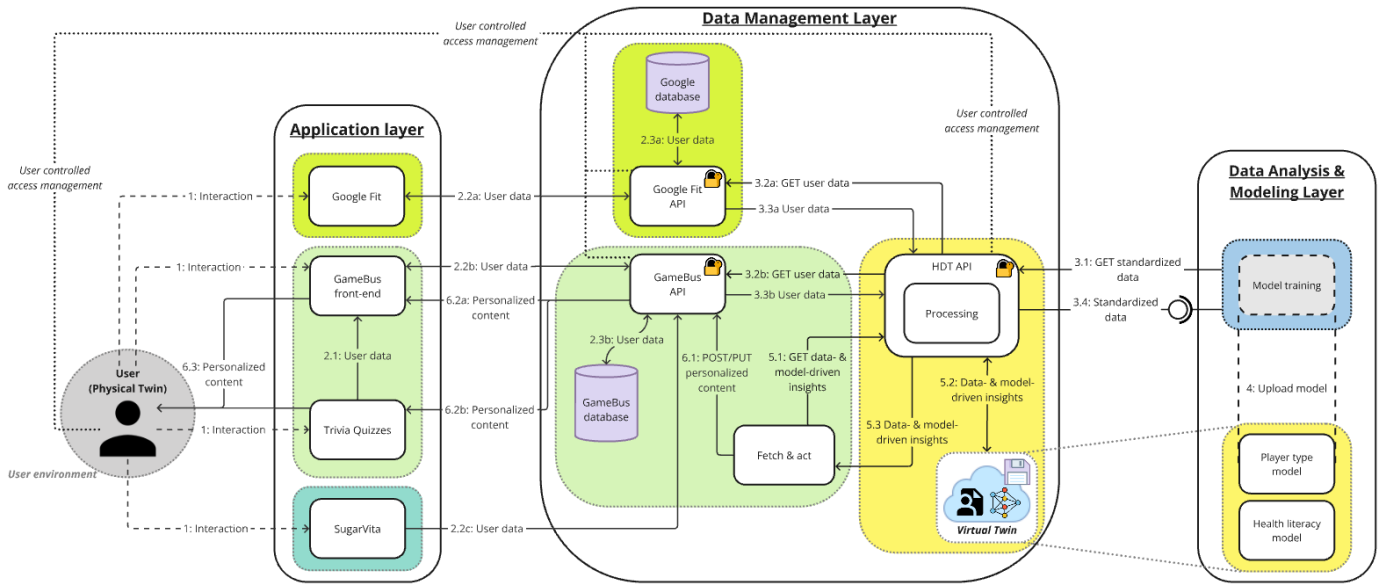 Data Management Layer
User controlled
access management
Google
database
Application layer
2.3a: User data
User controlled
access management
Data Analysis &
Modeling Layer
User controlled
access management
1: Interaction
Google Fit
2.2a: User data
Google Fit
API
3.2a: GET user data
3.3a User data
1: Interaction
GameBus
front-end
2.2b: User data
6.2a: Personalized
content
GameBus
API
3.2b: GET user data
3.3b User data
HDT API
Processing
3.1: GET standardized
data
3.4: Standardized
data
Model training
2.1: User data
2.3b: User data
6.1: POST/PUT
personalized
content
5.1: GET data- &
model-driven
insights
6.3: Personalized
content
User
(Physical Twin)
5.2: Data- & model-
driven insights
4: Upload model
GameBus
database
6.2b: Personalized
content
5.3 Data- & model-
driven insights
1: Interaction
Trivia Quizzes
Fetch & act
Player type
model
User environment
1: Interaction
SugarVita
2.2c: User data
Virtual Twin
Health literacy
model